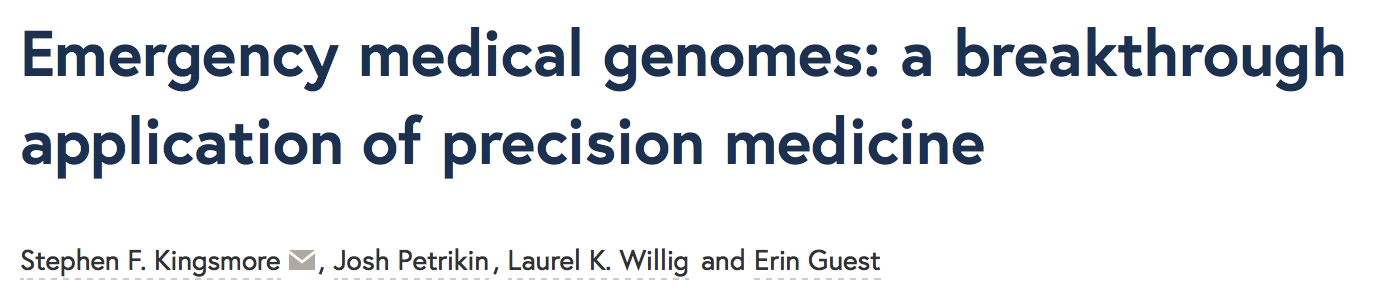 Emergency medical genomes: a breakthrough
application of precision medicine
Stephen F. Kingsmore , Josh Petrikin, Laurel K. Willig and Erin Guest